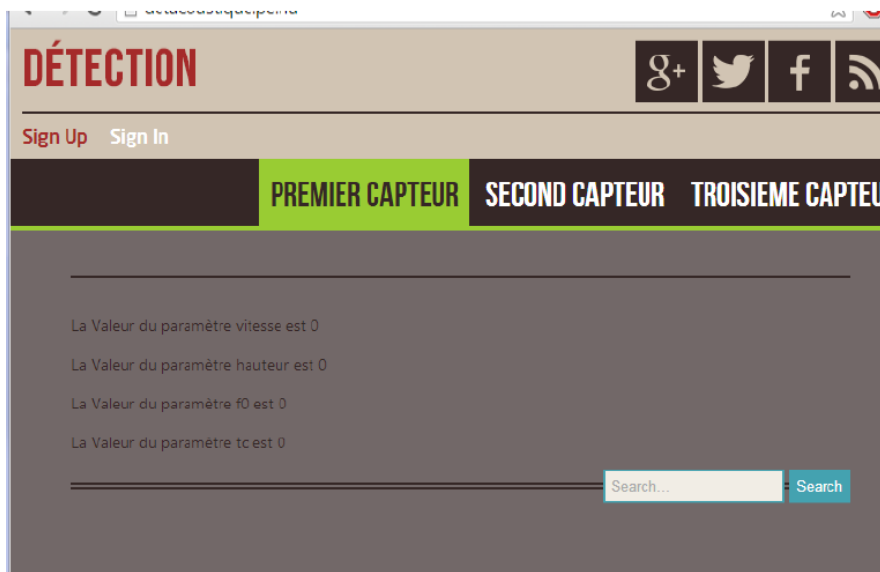 DÉTECTION
g+
Sign Up Sign In
PREMIER CAPTEUR SECOND CAPTEUR TROISIEME
La Valeur du paramètre vitesse est 0
La Valeur du paramètre hauteur est 0
La Valeur du paramètre f0 est 0
La Valeur du paramètre tc est 0
Search... Search